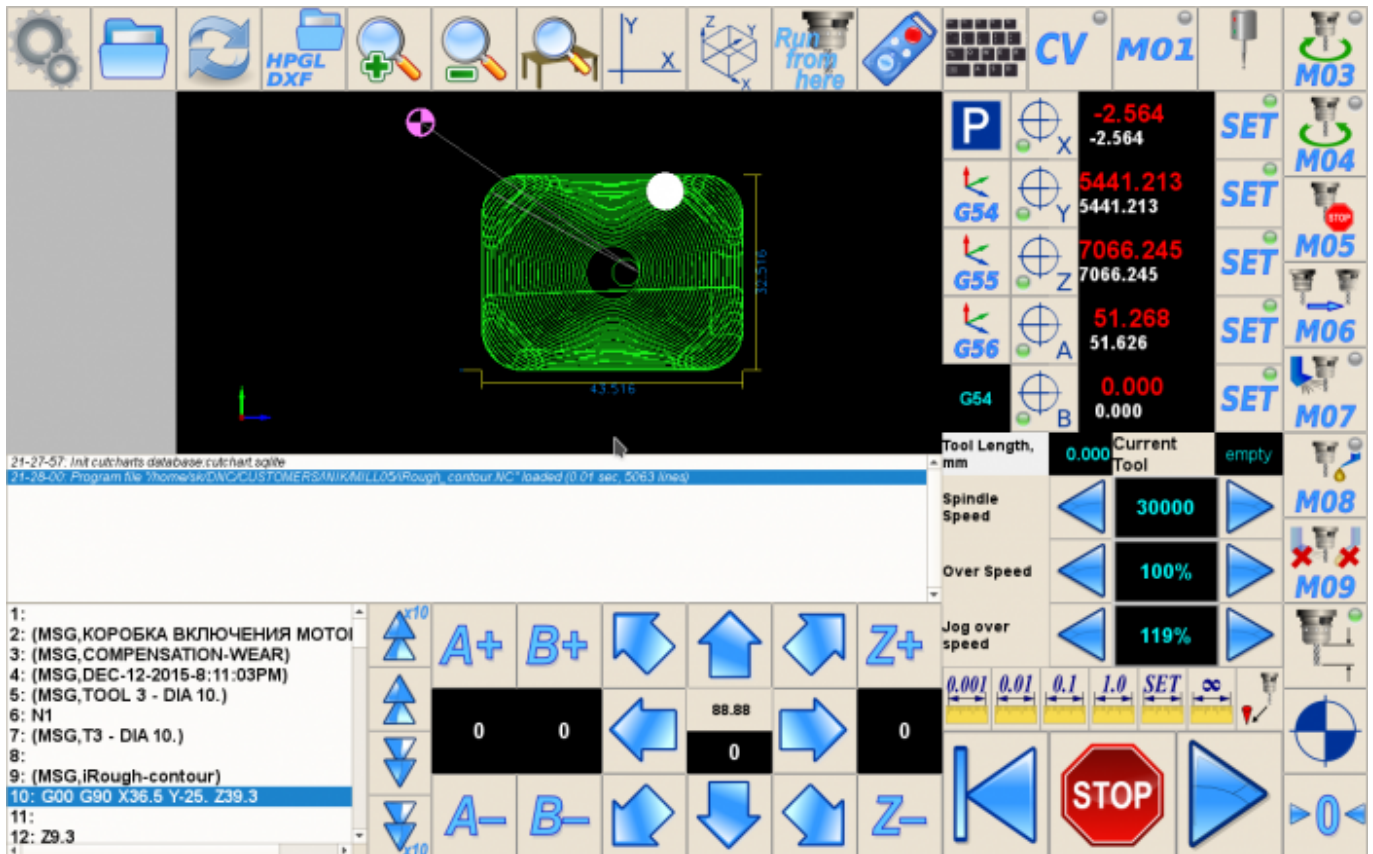 HPGL
DXF
Y
X
Z
Y
X
Run
from
here
CV
M01
M03
P
X
-2.564
-2.564
SET
M04
G54
Y
5441.213
5441.213
SET
STOP
M05
G55
Z
7066.245
7066.245
SET
M06
G56
A
51.268
51.626
SET
G54
B
0.000
0.000
SET
M07
32.516
43.516
21-27-57: Init cutcharts database:cutchart.sqlite
21-28-00: Program file "/home/sk/DNC/CUSTOMERS/NIK/MILL05/iRough_contour.NC" loaded (0.01 sec, 5063 lines)
Tool Length,
mm
0.000
Current
Tool
empty
M08
Spindle
Speed
30000
Over Speed
100%
M09
Jog over
speed
119%
1:
2: (MSG,КОРОБКА ВКЛЮЧЕНИЯ МОТО
3: (MSG,COMPENSATION-WEAR)
4: (MSG,DEC-12-2015-8:11:03PM)
5: (MSG,TOOL 3 - DIA 10.)
6: N1
7: (MSG,T3 - DIA 10.)
8:
9: (MSG,iRough-contour)
10: G00 G90 X36.5 Y-25. Z39.3
11:
12: Z9.3
x10
x10
A+
B+
Z+
0
0
88.88
0
0
A–
B–
Z–
0.001
0.01
0.1
1.0
SET
∞
STOP
0